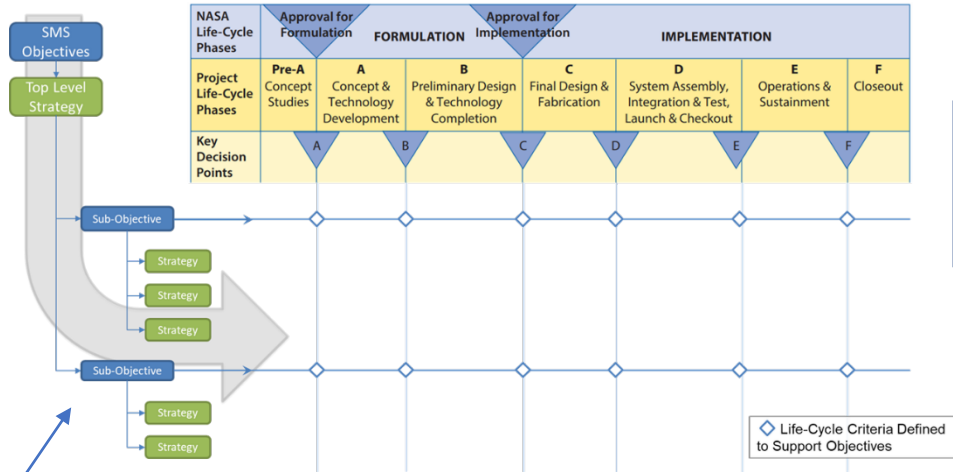 SMS
Objectives
Top Level
Strategy
NASA
Life-Cycle
Phases
Approval for
Formulation
FORMULATION
Approval for
Implementation
IMPLEMENTATION
Project
Life-Cycle
Phases
Pre-A
Concept
Studies
A
Concept &
Technology
Development
B
Preliminary Design
& Technology
Completion
C
Final Design &
Fabrication
D
System Assembly,
Integration & Test,
Launch & Checkout
E
Operations &
Sustainment
F
Closeout
Key
Decision
Points
A
B
C
D
E
F
Sub-Objective
Strategy
Strategy
Strategy
Sub-Objective
Strategy
Strategy
Life-Cycle Criteria Defined
to Support Objectives